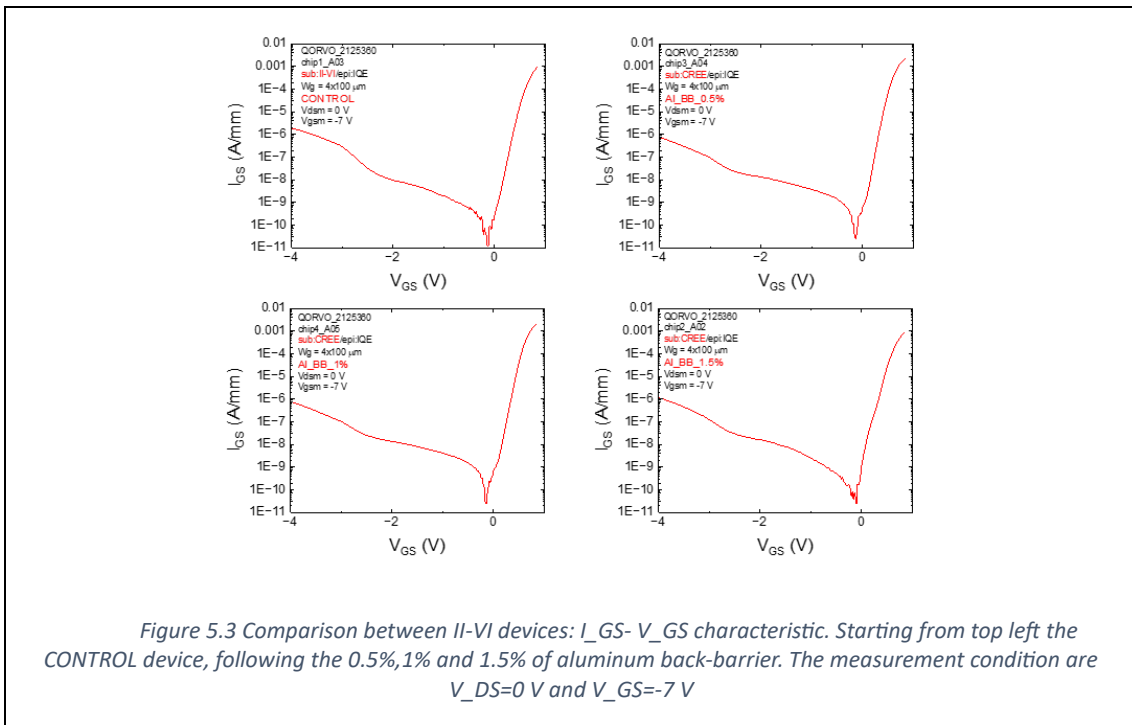 0.01
0.001
1E-4
1E-5
1E-6
1E-7
1E-8
1E-9
1E-10
1E-11
I_GS (A/mm)
QORVO_2125360
chip1_A03
sub:II-VI/epi:IQE
Wg = 4x100 μm
CONTROL
Vdsm = 0 V
Vgsm = -7 V
−4
−2
0
V_GS (V)
0.01
0.001
1E-4
1E-5
1E-6
1E-7
1E-8
1E-9
1E-10
1E-11
I_GS (A/mm)
QORVO_2125360
chip3_A04
sub:CREE/epi:IQE
Wg = 4x100 μm
Al_BB_0.5%
Vdsm = 0 V
Vgsm = -7 V
−4
−2
0
V_GS (V)
0.01
0.001
1E-4
1E-5
1E-6
1E-7
1E-8
1E-9
1E-10
1E-11
I_GS (A/mm)
QORVO_2125360
chip4_A05
sub:CREE/epi:IQE
Wg = 4x100 μm
Al_BB_1%
Vdsm = 0 V
Vgsm = -7 V
−4
−2
0
V_GS (V)
0.01
0.001
1E-4
1E-5
1E-6
1E-7
1E-8
1E-9
1E-10
1E-11
I_GS (A/mm)
QORVO_2125360
chip2_A02
sub:CREE/epi:IQE
Wg = 4x100 μm
Al_BB_1.5%
Vdsm = 0 V
Vgsm = -7 V
−4
−2
0
V_GS (V)
Figure 5.3 Comparison between II-VI devices: I_GS- V_GS characteristic. Starting from top left the
CONTROL device, following the 0.5%,1% and 1.5% of aluminum back-barrier. The measurement condition are
V_DS=0 V and V_GS=-7 V